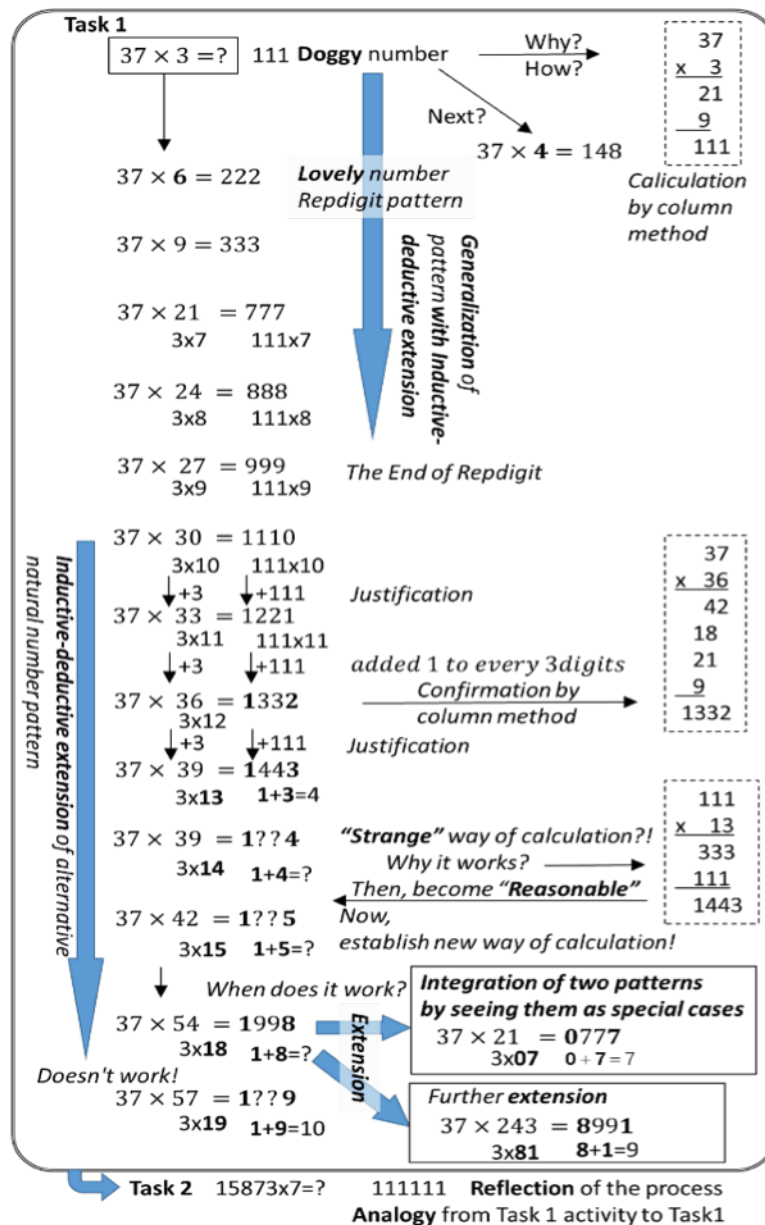 Task 1
37 × 3 =?
111 Doggy number
Why?
How?
37
x 3
21
9
111
Caliculation
by column
method
Next?
37 × 4 = 148
37 × 6 = 222
Lovely number
Repdigit pattern
37 × 9 = 333
Generalization of
pattern with Inductive-
deductive extension
37 × 21 = 777
3x7 111x7
37 × 24 = 888
3x8 111x8
37 × 27 = 999
3x9 111x9
The End of Repdigit
Inductive-deductive extension of alternative
natural number pattern
37 × 30 = 1110
3x10 111x10
+3 +111
Justification
37 × 33 = 1221
3x11 111x11
+3 +111
added 1 to every 3digits
37 × 36 = 1332
3x12
Confirmation by
column method
37
x 36
42
18
21
9
1332
+3 +111
Justification
37 × 39 = 1443
3x13 1+3=4
37 × 39 = 1??4
3x14 1+4=?
"Strange" way of calculation?!
Why it works?
Then, become "Reasonable"
Now,
establish new way of calculation!
111
x 13
333
111
1443
37 × 42 = 1??5
3x15 1+5=?
When does it work?
37 × 54 = 1998
3x18 1+8=?
Extension
Integration of two patterns
by seeing them as special cases
37 × 21 = 0777
3x07 0 + 7 = 7
Doesn't work!
37 × 57 = 1??9
3x19 1+9=10
Further extension
37 × 243 = 8991
3x81 8+1=9
Task 2 15873x7=? 111111 Reflection of the process
Analogy from Task 1 activity to Task1